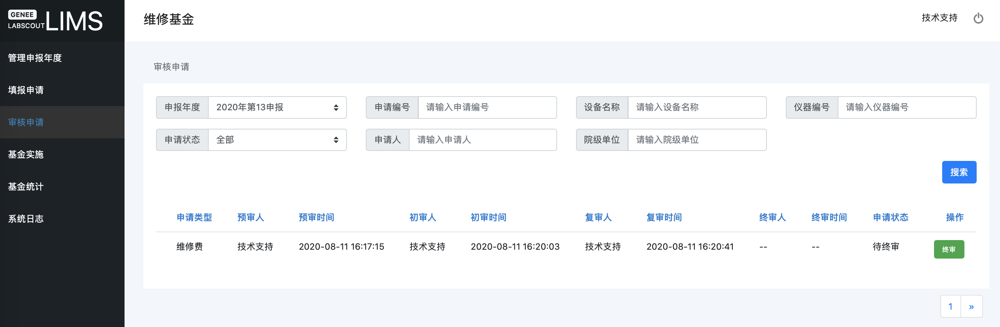 GENEE
LABSCOUT LIMS
维修基金
技术支持
管理申报年度
填报申请
审核申请
基金实施
基金统计
系统日志
审核申请
申报年度 2020年第13申报 申请编号 请输入申请编号 设备名称 请输入设备名称 仪器编号 请输入仪器编号
申请状态 全部 申请人 请输入申请人 院级单位 请输入院级单位
搜索
申请类型 预审人 预审时间 初审人 初审时间 复审人 复审时间 终审人 终审时间 申请状态 操作
维修费 技术支持 2020-08-11 16:17:15 技术支持 2020-08-11 16:20:03 技术支持 2020-08-11 16:20:41 -- -- 待终审 终审
1 »